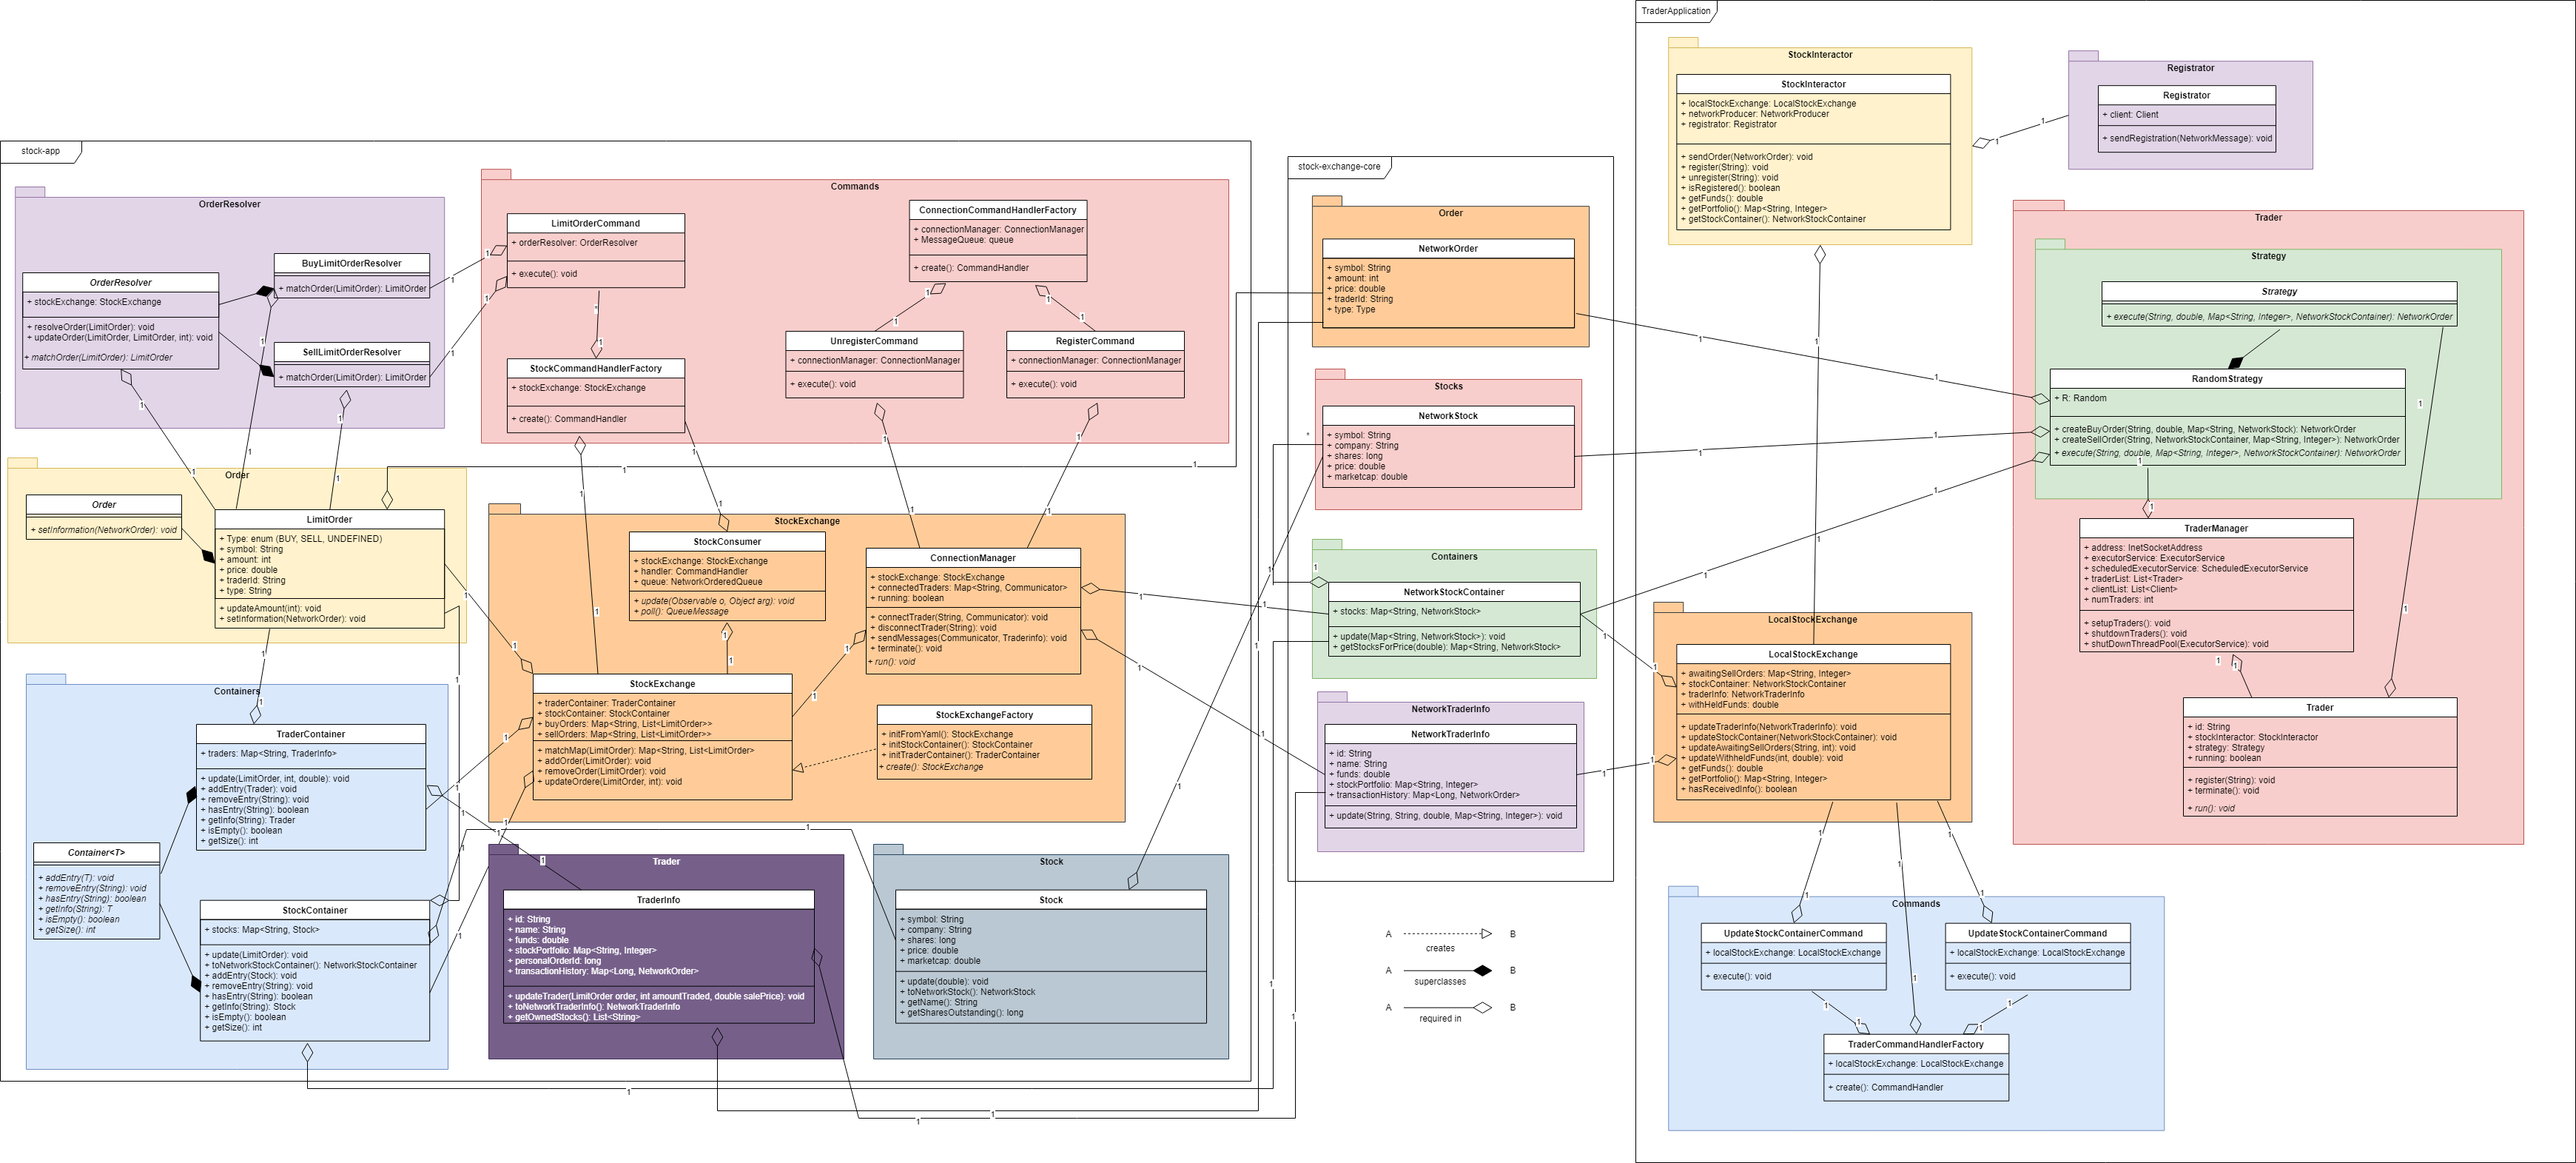 stock-app
OrderResolver
OrderResolver
+ stockExchange: StockExchange
+ resolveOrder(LimitOrder): void
+ updateOrder(LimitOrder, LimitOrder, int): void
+ matchOrder(LimitOrder): LimitOrder
BuyLimitOrderResolver
+ matchOrder(LimitOrder): LimitOrder
SellLimitOrderResolver
+ matchOrder(LimitOrder): LimitOrder
Commands
LimitOrderCommand
+ orderResolver: OrderResolver
+ execute(): void
StockCommandHandlerFactory
+ stockExchange: StockExchange
+ create(): CommandHandler
ConnectionCommandHandlerFactory
+ connectionManager: ConnectionManager
+ MessageQueue: queue
+ create(): CommandHandler
UnregisterCommand
+ connectionManager: ConnectionManager
+ execute(): void
RegisterCommand
+ connectionManager: ConnectionManager
+ execute(): void
Order
Order
+ setInformation(NetworkOrder): void
LimitOrder
+ Type: enum (BUY, SELL, UNDEFINED)
+ symbol: String
+ amount: int
+ price: double
+ traderId: String
+ type: String
+ updateAmount(int): void
+ setInformation(NetworkOrder): void
Containers
TraderContainer
+ traders: Map<String, TraderInfo>
+ update(LimitOrder, int, double): void
+ addEntry(Trader): void
+ removeEntry(String): void
+ hasEntry(String): boolean
+ getInfo(String): Trader
+ isEmpty(): boolean
+ getSize(): int
Container<T>
+ addEntry(T): void
+ removeEntry(String): void
+ hasEntry(String): boolean
+ getInfo(String): T
+ isEmpty(): boolean
+ getSize(): int
StockContainer
+ stocks: Map<String, Stock>
+ update(LimitOrder): void
+ toNetworkStockContainer(): NetworkStockContainer
+ addEntry(Stock): void
+ removeEntry(String): void
+ hasEntry(String): boolean
+ getInfo(String): Stock
+ isEmpty(): boolean
+ getSize(): int
StockExchange
StockConsumer
+ stockExchange: StockExchange
+ handler: CommandHandler
+ queue: NetworkOrderedQueue
+ update(Observable o, Object arg): void
+ poll(): QueueMessage
ConnectionManager
+ stockExchange: StockExchange
+ connectedTraders: Map<String, Communicator>
+ running: boolean
+ connectTrader(String, Communicator): void
+ disconnectTrader(String): void
+ sendMessages(Communicator, Traderinfo): void
+ terminate(): void
+ run(): void
StockExchange
+ traderContainer: TraderContainer
+ stockContainer: StockContainer
+ buyOrders: Map<String, List<LimitOrder>>
+ sellOrders: Map<String, List<LimitOrder>>
+ matchMap(LimitOrder): Map<String, List<LimitOrder>
+ addOrder(LimitOrder): void
+ removeOrder(LimitOrder): void
+ updateOrdere(LimitOrder, int): void
StockExchangeFactory
+ initFromYaml(): StockExchange
+ initStockContainer(): StockContainer
+ initTraderContainer(): TraderContainer
+ create(): StockExchange
Trader
TraderInfo
+ id: String
+ name: String
+ funds: double
+ stockPortfolio: Map<String, Integer>
+ personalOrderId: long
+ transactionHistory: Map<Long, NetworkOrder>
+ updateTrader(LimitOrder order, int amountTraded, double salePrice): void
+ toNetworkTraderInfo(): NetworkTraderInfo
+ getOwnedStocks(): List<String>
Stock
Stock
+ symbol: String
+ company: String
+ shares: long
+ price: double
+ marketcap: double
+ update(double): void
+ toNetworkStock(): NetworkStock
+ getName(): String
+ getSharesOutstanding(): long
stock-exchange-core
Order
NetworkOrder
+ symbol: String
+ amount: int
+ price: double
+ traderId: String
+ type: Type
Stocks
NetworkStock
+ symbol: String
+ company: String
+ shares: long
+ price: double
+ marketcap: double
Containers
NetworkStockContainer
+ stocks: Map<String, NetworkStock>
+ update(Map<String, NetworkStock>): void
+ getStocksForPrice(double): Map<String, NetworkStock>
NetworkTraderInfo
NetworkTraderInfo
+ id: String
+ name: String
+ funds: double
+ stockPortfolio: Map<String, Integer>
+ transactionHistory: Map<Long, NetworkOrder>
+ update(String, String, double, Map<String, Integer>): void
A
B
creates
A
B
superclasses
A
B
required in
TraderApplication
StockInteractor
StockInteractor
+ localStockExchange: LocalStockExchange
+ networkProducer: NetworkProducer
+ registrator: Registrator
+ sendOrder(NetworkOrder): void
+ register(String): void
+ unregister(String): void
+ isRegistered(): boolean
+ getFunds(): double
+ getPortfolio(): Map<String, Integer>
+ getStockContainer(): NetworkStockContainer
Registrator
Registrator
+ client: Client
+ sendRegistration(NetworkMessage): void
Trader
Strategy
Strategy
+ execute(String, double, Map<String, Integer>, NetworkStockContainer): NetworkOrder
RandomStrategy
+ R: Random
+ createBuyOrder(String, double, Map<String, NetworkStock): NetworkOrder
+ createSellOrder(String, NetworkStockContainer, Map<String, Integer>): NetworkOrder
+ execute(String, double, Map<String, Integer>, NetworkStockContainer): NetworkOrder
TraderManager
+ address: InetSocketAddress
+ executorService: ExecutorService
+ scheduledExecutorService: ScheduledExecutorService
+ traderList: List<Trader>
+ clientList: List<Client>
+ numTraders: int
+ setupTraders(): void
+ shutdownTraders(): void
+ shutDownThreadPool(ExecutorService): void
Trader
+ id: String
+ stockInteractor: StockInteractor
+ strategy: Strategy
+ running: boolean
+ register(String): void
+ terminate(): void
+ run(): void
LocalStockExchange
LocalStockExchange
+ awaitingSellOrders: Map<String, Integer>
+ stockContainer: NetworkStockContainer
+ traderInfo: NetworkTraderInfo
+ withHeldFunds: double
+ updateTraderInfo(NetworkTraderInfo): void
+ updateStockContainer(NetworkStockContainer): void
+ updateAwaitingSellOrders(String, int): void
+ updateWithheldFunds(int, double): void
+ getFunds(): double
+ getPortfolio(): Map<String, Integer>
+ hasReceivedInfo(): boolean
Commands
UpdateStockContainerCommand
+ localStockExchange: LocalStockExchange
+ execute(): void
UpdateStockContainerCommand
+ localStockExchange: LocalStockExchange
+ execute(): void
TraderCommandHandlerFactory
+ localStockExchange: LocalStockExchange
+ create(): CommandHandler